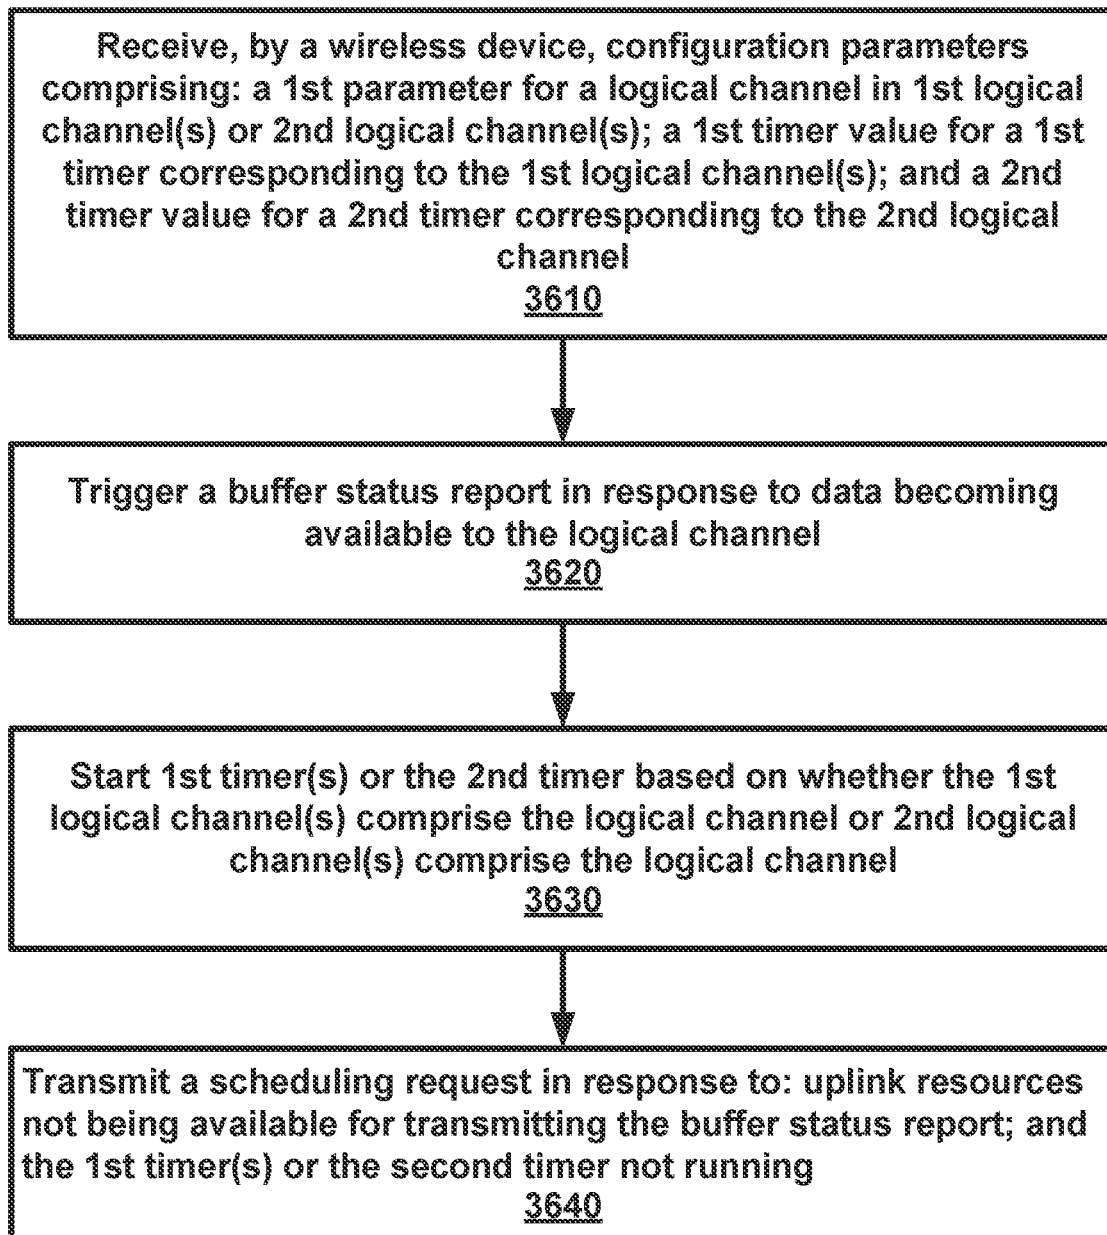 Receive, by a wireless device, configuration parameters
comprising: a 1st parameter for a logical channel in 1st logical
channel(s) or 2nd logical channel(s); a 1st timer value for a 1st
timer corresponding to the 1st logical channel(s); and a 2nd
timer value for a 2nd timer corresponding to the 2nd logical
channel
3610
Trigger a buffer status report in response to data becoming
available to the logical channel
3620
Start 1st timer(s) or the 2nd timer based on whether the 1st
logical channel(s) comprise the logical channel or 2nd logical
channel(s) comprise the logical channel
3630
Transmit a scheduling request in response to: uplink resources
not being available for transmitting the buffer status report; and
the 1st timer(s) or the second timer not running
3640